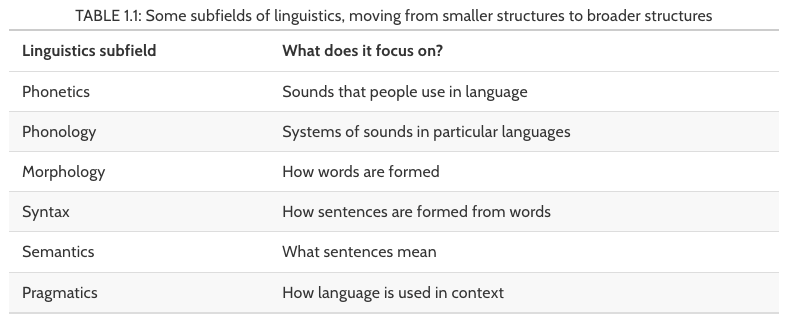 TABLE 1.1: Some subfields of linguistics, moving from smaller structures to broader structures
Linguistics subfield What does it focus on?
Phonetics Sounds that people use in language
Phonology Systems of sounds in particular languages
Morphology How words are formed
Syntax How sentences are formed from words
Semantics What sentences mean
Pragmatics How language is used in context